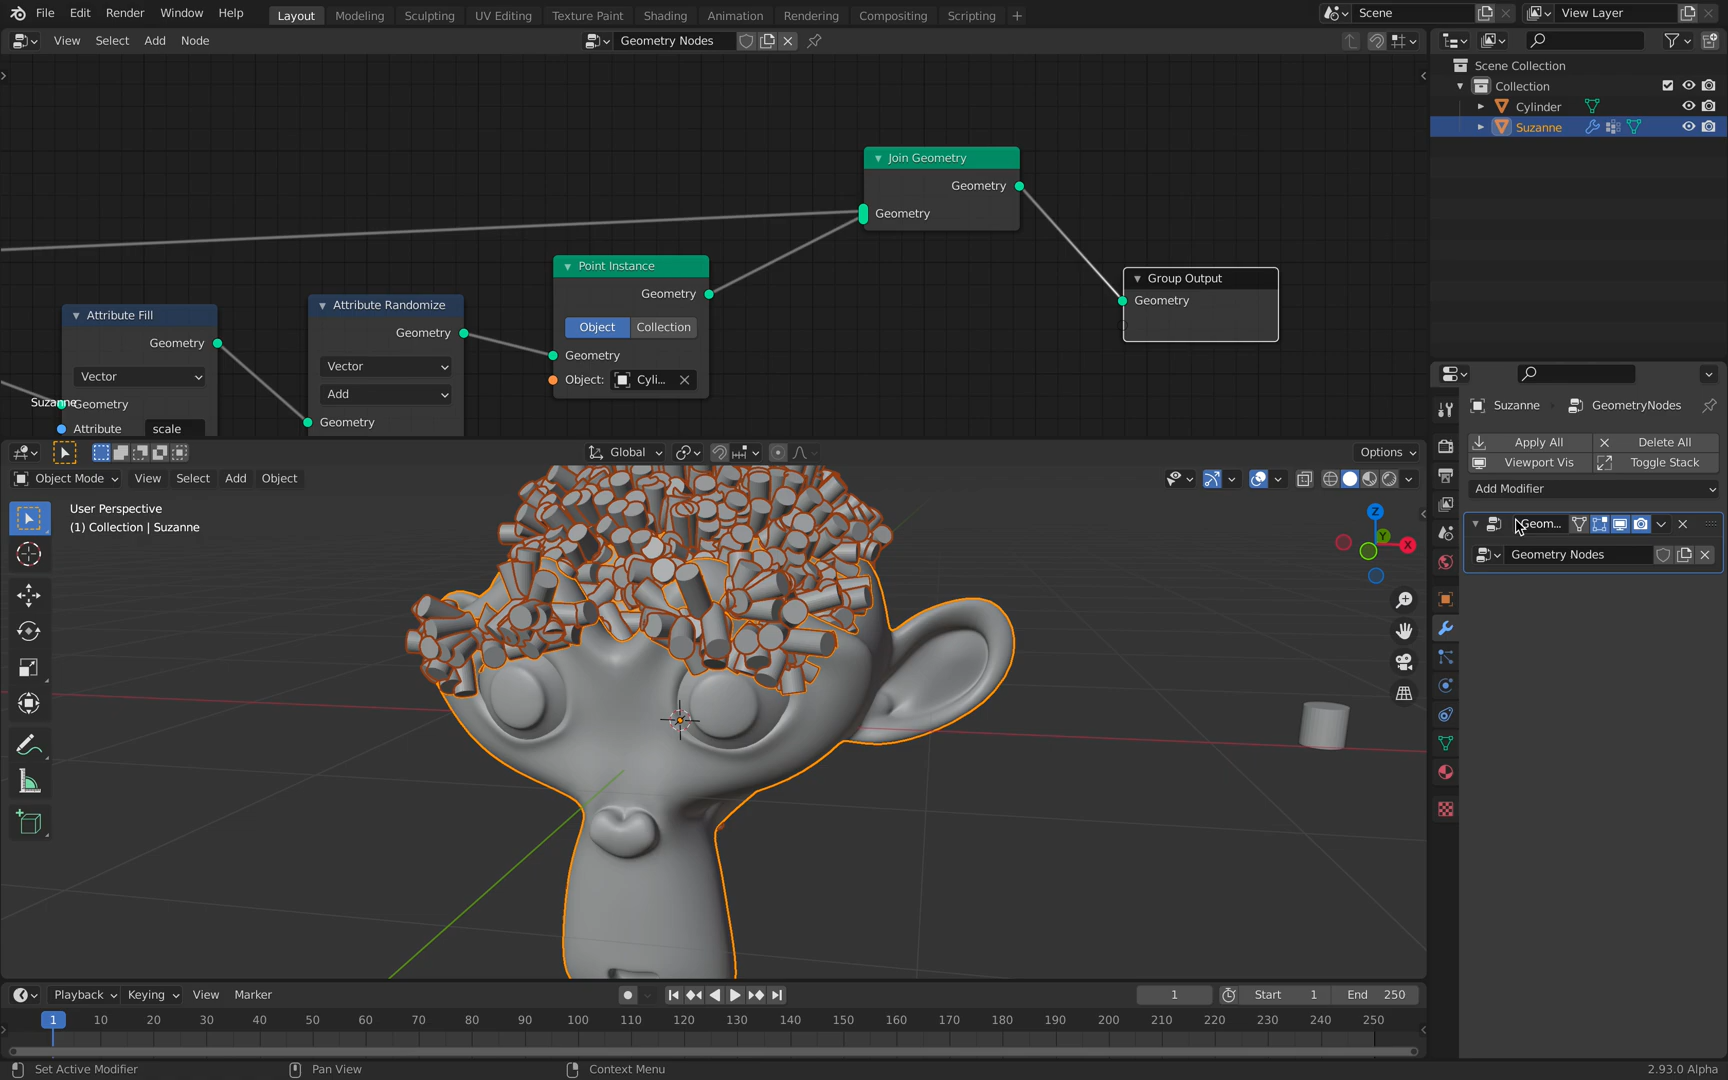 File Edit Render Window Help
Layout Modeling Sculpting UV Editing Texture Paint Shading Animation Rendering Compositing Scripting +
Scene
View Layer
View Select Add Node
Geometry Nodes
Scene Collection
Collection
Cylinder
Suzanne
Join Geometry
Geometry
Geometry
Point Instance
Geometry
Object Collection
Geometry
Object: Cyli...
Group Output
Geometry
Attribute Fill
Geometry
Vector
Suzanne
Geometry
Attribute scale
Attribute Randomize
Geometry
Vector
Add
Geometry
Suzanne GeometryNodes
Apply All Delete All
Viewport Vis Toggle Stack
Add Modifier
Geom...
Geometry Nodes
Global
Options
Object Mode View Select Add Object
User Perspective
(1) Collection | Suzanne
Z
Y
X
Playback Keying View Marker
1
Start 1
End 250
1 10 20 30 40 50 60 70 80 90 100 110 120 130 140 150 160 170 180 190 200 210 220 230 240 250
Set Active Modifier
Pan View
Context Menu
2.93.0 Alpha